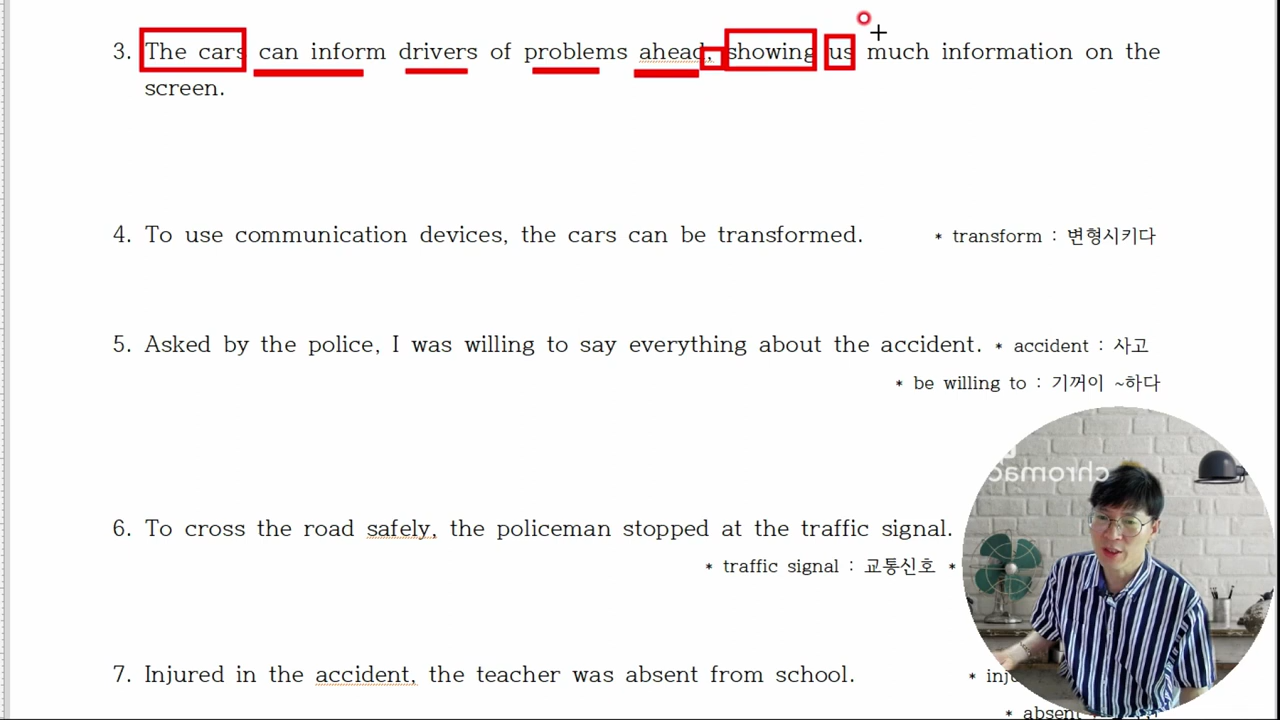 3. The cars can inform drivers of problems ahead, showing us much information on the
screen.
4. To use communication devices, the cars can be transformed. * transform : 변형시키다
5. Asked by the police, I was willing to say everything about the accident. * accident : 사고
* be willing to : 기꺼이 ~하다
chromac
6. To cross the road safely, the policeman stopped at the traffic signal.
* traffic signal : 교통신호 *
7. Injured in the accident, the teacher was absent from school. *
* absent